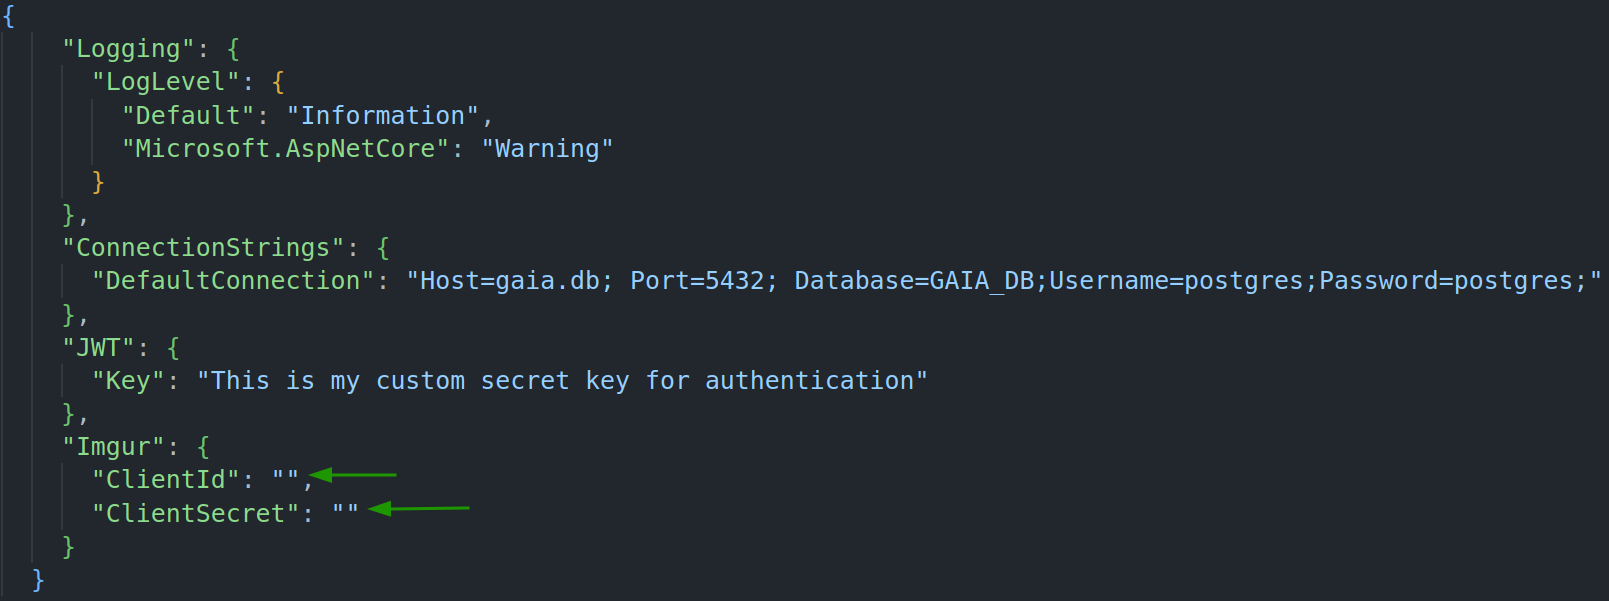 {
"Logging": {
"LogLevel": {
"Default": "Information",
"Microsoft.AspNetCore": "Warning"
}
},
"ConnectionStrings": {
"DefaultConnection": "Host=gaia.db; Port=5432; Database=GAIA_DB;Username=postgres;Password=postgres;"
},
"JWT": {
"Key": "This is my custom secret key for authentication"
},
"Imgur": {
"ClientId": "",
"ClientSecret": ""
}
}